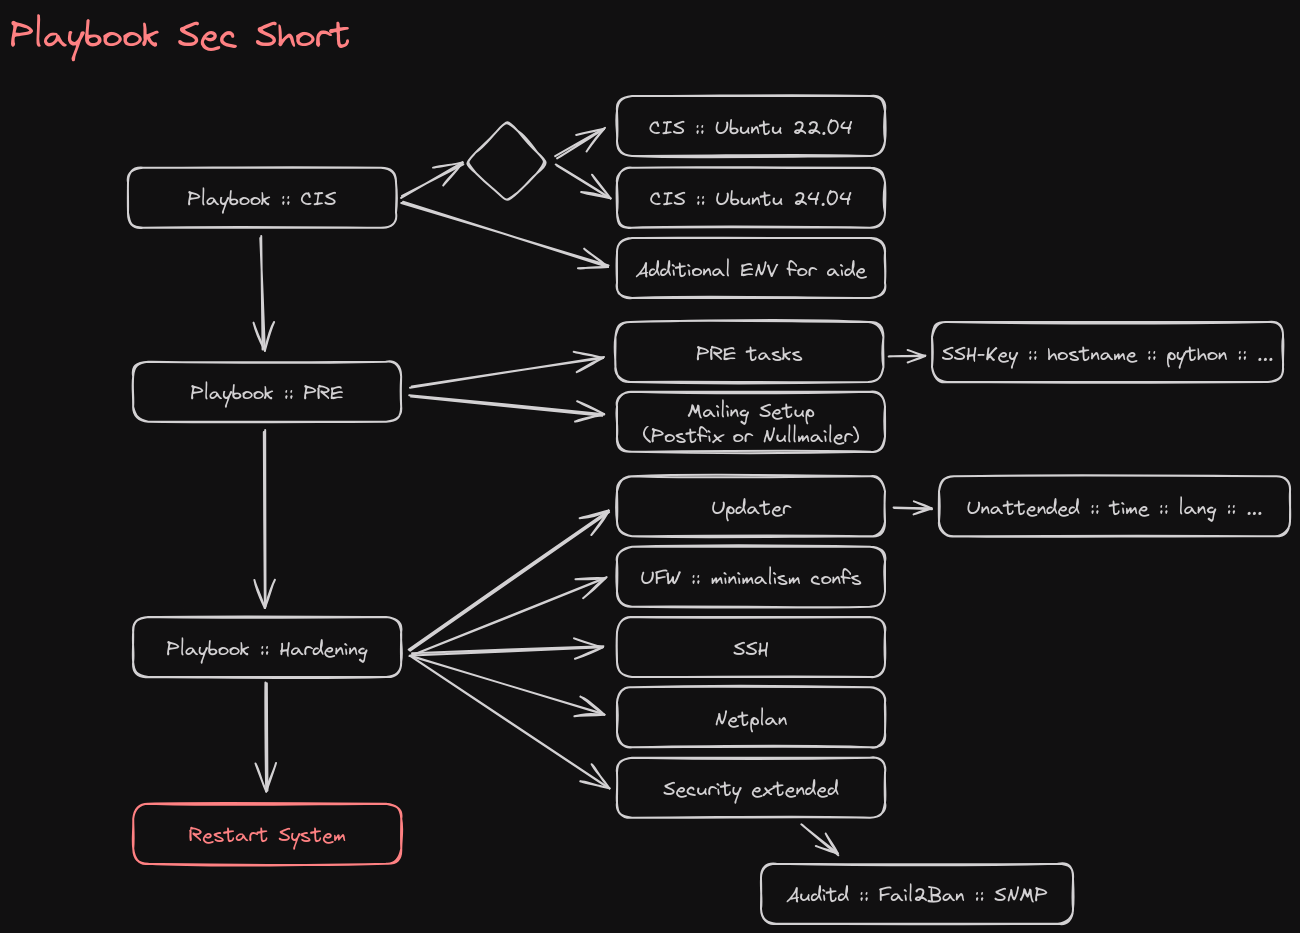 Playbook Sec Short
CIS :: Ubuntu 22.04
Playbook :: CIS
CIS :: Ubuntu 24.04
Additional ENV for aide
PRE tasks
SSH-Key :: hostname :: python :: ...
Playbook :: PRE
Mailing Setup
(Postfix or Nullmailer)
Updater
Unattended :: time :: lang :: ...
UFW :: minimalism confs
Playbook :: Hardening
SSH
Netplan
Security extended
Restart System
Auditd :: Fail2Ban :: SNMP